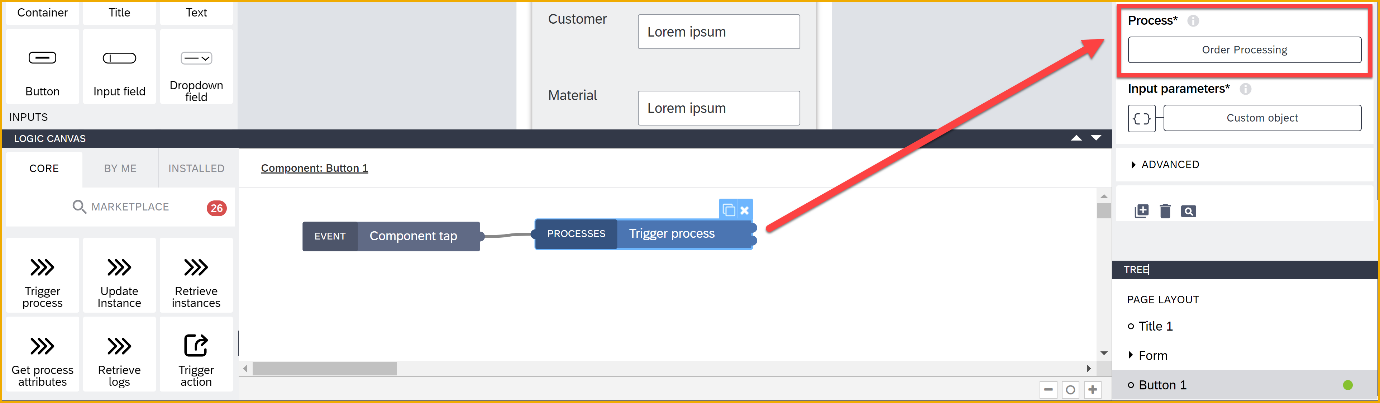 Container
Title
Text
Button
Input field
Dropdown
field
INPUTS
Customer
Lorem ipsum
Material
Lorem ipsum
Process*
Order Processing
Input parameters*
{ }
Custom object
ADVANCED
LOGIC CANVAS
CORE
BY ME
INSTALLED
MARKETPLACE
26
Trigger
process
Update
Instance
Retrieve
instances
Get process
attributes
Retrieve
logs
Trigger
action
Component: Button 1
EVENT
Component tap
PROCESSES
Trigger process
TREE
PAGE LAYOUT
Title 1
Form
Button 1